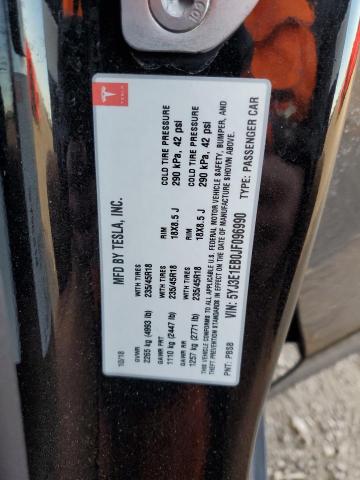 TESLA
MFD BY TESLA, INC.
10/18
GVWR
2265 kg (4993 lb)
GAWR FRT WITH TIRES RIM COLD TIRE PRESSURE
1110 kg (2447 lb) 235/45R18 18X8.5 J 290 kPa, 42 psi
GAWR RR WITH TIRES RIM COLD TIRE PRESSURE
1257 kg (2771 lb) 235/45R18 18X8.5 J 290 kPa, 42 psi
THIS VEHICLE CONFORMS TO ALL APPLICABLE U.S. FEDERAL MOTOR VEHICLE SAFETY, BUMPER, AND
THEFT PREVENTION STANDARDS IN EFFECT ON THE DATE OF MANUFACTURE SHOWN ABOVE.
VIN: 5YJ3E1EB0JF096990
PNT: PBSB TYPE: PASSENGER CAR